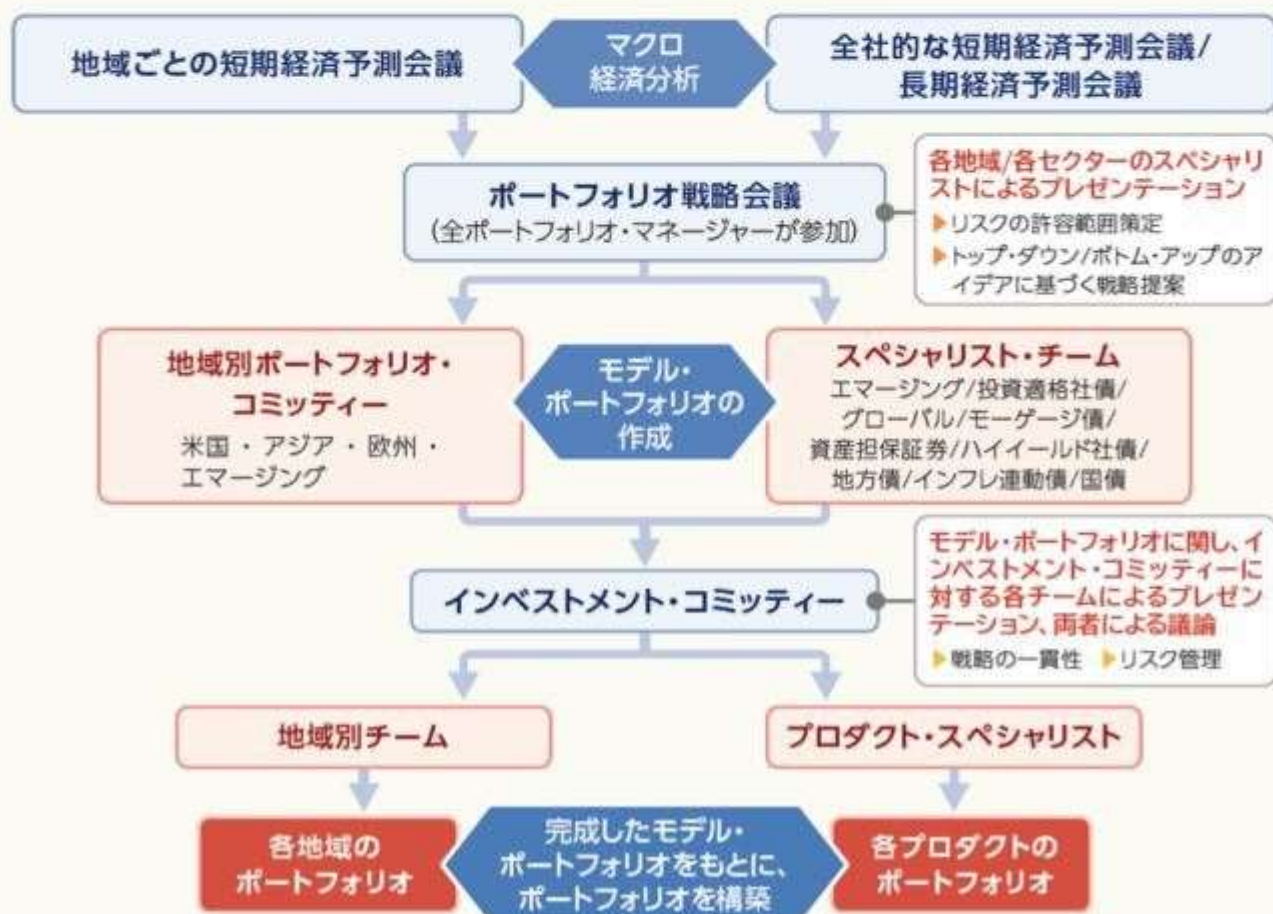 地域ごとの短期経済予測会議
マクロ
経済分析
全社的な短期経済予測会議/
長期経済予測会議
ポートフォリオ戦略会議
(全ポートフォリオ・マネージャーが参加)
各地域/各セクターのスペシャリ
ストによるプレゼンテーション
▶リスクの許容範囲策定
▶トップ・ダウン/ボトム・アップのア
イデアに基づく戦略提案
地域別ポートフォリオ・
コミッティー
米国・アジア・欧州・
エマージング
モデル・
ポートフォリオの
作成
スペシャリスト・チーム
エマージング/投資適格社債/
グローバル/モーゲージ債/
資産担保証券/ハイイールド社債/
地方債/インフレ連動債/国債
インベストメント・コミッティー
モデル・ポートフォリオに関し、イ
ンベストメント・コミッティーに
対する各チームによるプレゼン
テーション、両者による議論
▶戦略の一貫性 ▶リスク管理
地域別チーム
プロダクト・スペシャリスト
各地域の
ポートフォリオ
完成したモデル・
ポートフォリオをもとに、
ポートフォリオを構築
各プロダクトの
ポートフォリオ